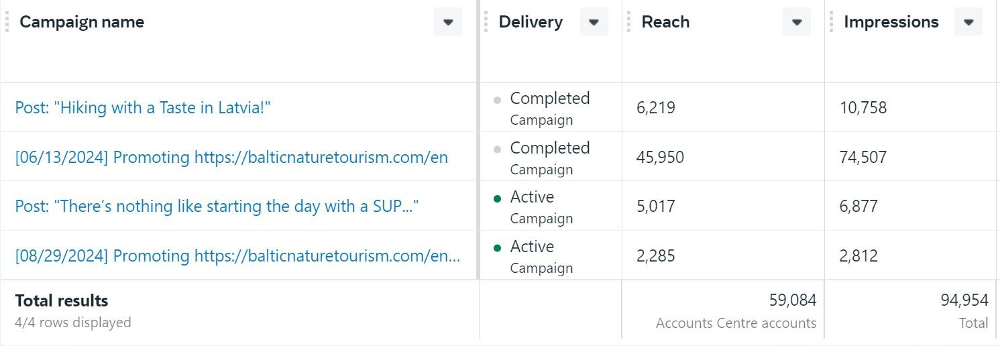 Campaign name Delivery Reach Impressions
Post: "Hiking with a Taste in Latvia!" Completed 6,219 10,758
Campaign
[06/13/2024] Promoting https://balticnaturetourism.com/en Completed 45,950 74,507
Campaign
Post: "There’s nothing like starting the day with a SUP..." Active 5,017 6,877
Campaign
[08/29/2024] Promoting https://balticnaturetourism.com/en... Active 2,285 2,812
Campaign
Total results 59,084 94,954
4/4 rows displayed Accounts Centre accounts Total